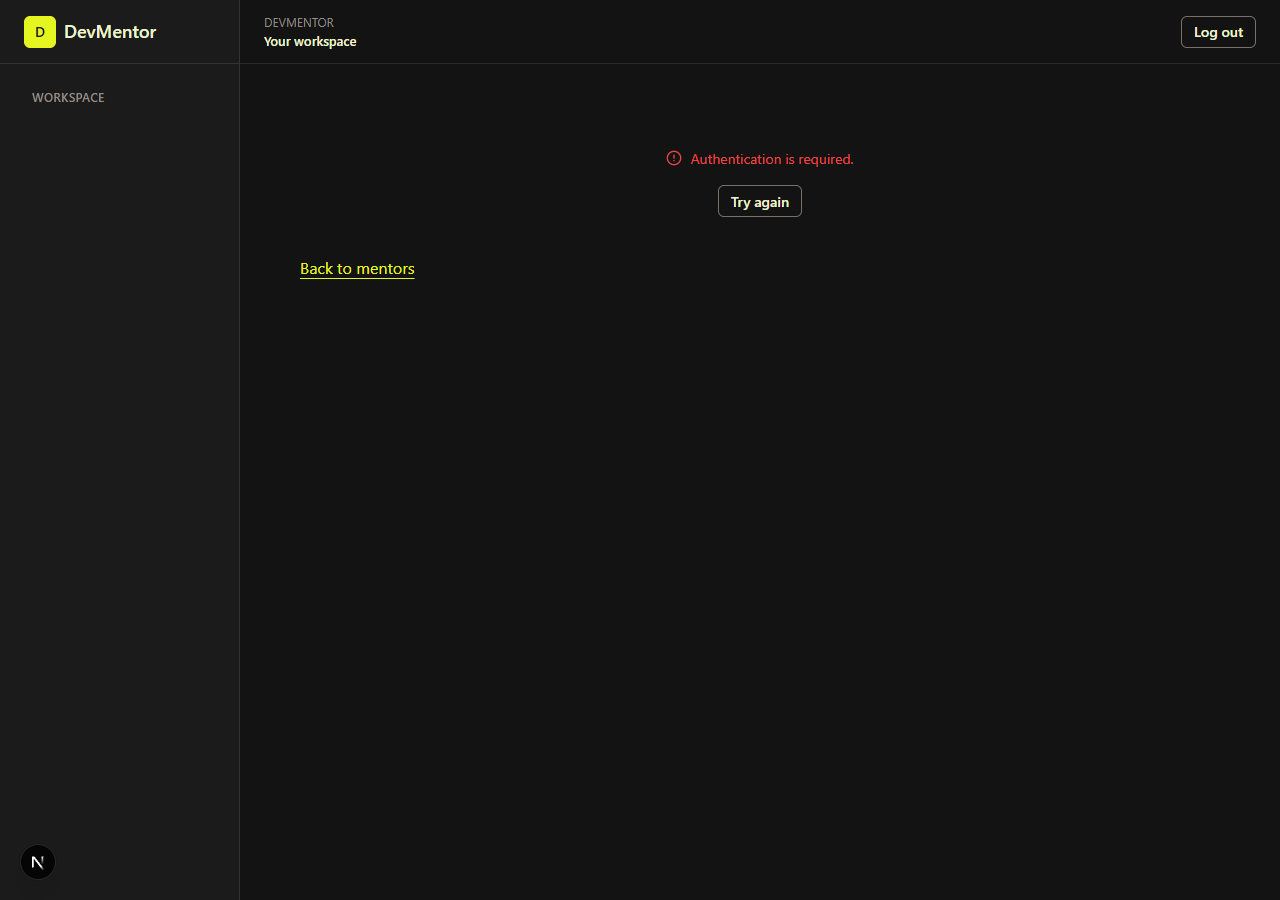 D DevMentor
DEVMENTOR
Your workspace
Log out
WORKSPACE
Authentication is required.
Try again
Back to mentors
N